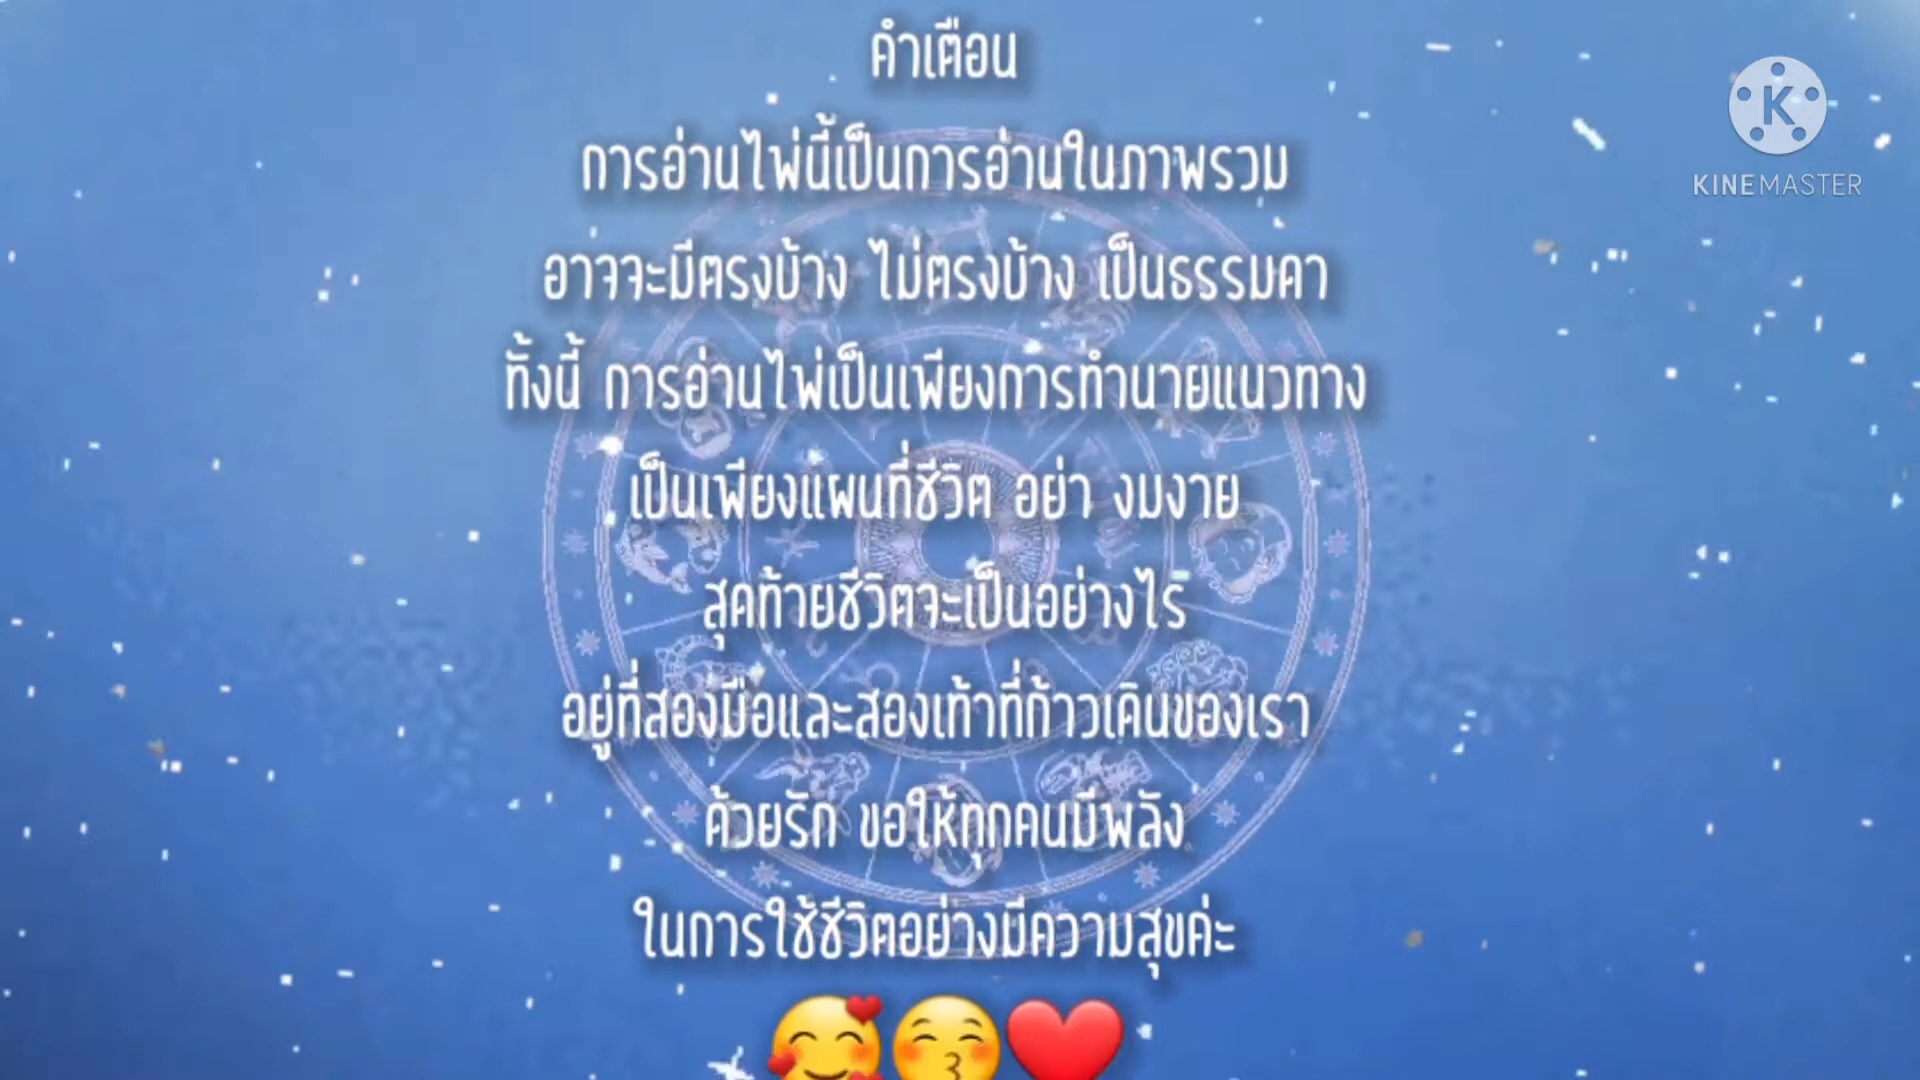 คำเตือน
การอ่านไพ่นี้เป็นการอ่านในภาพรวม
อาจจะมีตรงบ้าง ไม่ตรงบ้าง เป็นธรรมดา
ทั้งนี้ การอ่านไพ่เป็นเพียงการทำนายแนวทาง
เป็นเพียงแผนที่ชีวิต อย่า งมงาย
สุดท้ายชีวิตจะเป็นอย่างไร
อยู่ที่สองมือและสองเท้าที่ก้าวเดินของเรา
ด้วยรัก ขอให้ทุกคนมีพลัง
ในการใช้ชีวิตอย่างมีความสุขค่ะ
🥰😚❤️
K
KINEMASTER